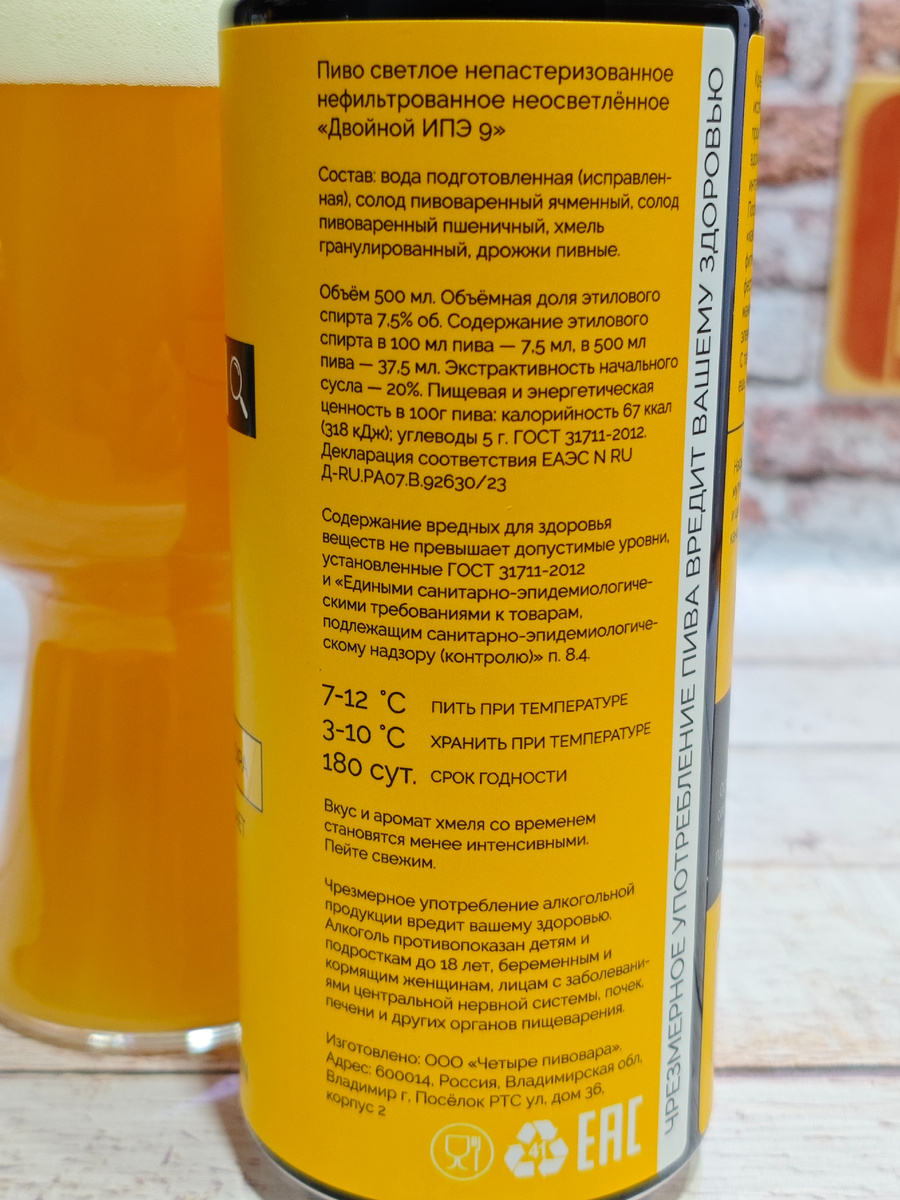 Пиво светлое непастеризованное
нефильтрованное неосветлённое
«Двойной ИПЭ 9»
Состав: вода подготовленная (исправлен-
ная), солод пивоваренный ячменный, солод
пивоваренный пшеничный, хмель
гранулированный, дрожжи пивные.
Объём 500 мл. Объёмная доля этилового
спирта 7,5% об. Содержание этилового
спирта в 100 мл пива — 7,5 мл, в 500 мл
пива — 37,5 мл. Экстрактивность начального
сусла — 20%. Пищевая и энергетическая
ценность в 100г пива: калорийность 67 ккал
(318 кДж); углеводы 5 г. ГОСТ 31711-2012.
Декларация соответствия ЕАЭС N RU
Д-RU.РА07.В.92630/23
Содержание вредных для здоровья
веществ не превышает допустимые уровни,
установленные ГОСТ 31711-2012
и «Едиными санитарно-эпидемиологиче-
скими требованиями к товарам,
подлежащим санитарно-эпидемиологиче-
скому надзору (контролю)» п. 8.4.
7-12 °C ПИТЬ ПРИ ТЕМПЕРАТУРЕ
3-10 °C ХРАНИТЬ ПРИ ТЕМПЕРАТУРЕ
180 сут. СРОК ГОДНОСТИ
Вкус и аромат хмеля со временем
становятся менее интенсивными.
Пейте свежим.
Чрезмерное употребление алкогольной
продукции вредит вашему здоровью.
Алкоголь противопоказан детям и
подросткам до 18 лет, беременным и
кормящим женщинам, лицам с заболевани-
ями центральной нервной системы, почек,
печени и других органов пищеварения.
Изготовлено: ООО «Четыре пивовара».
Адрес: 600014, Россия, Владимирская обл,
Владимир г, Посёлок РТС ул, дом 36,
корпус 2
41 ЕАС
ЧРЕЗМЕРНОЕ УПОТРЕБЛЕНИЕ ПИВА ВРЕДИТ ВАШЕМУ ЗДОРОВЬЮ